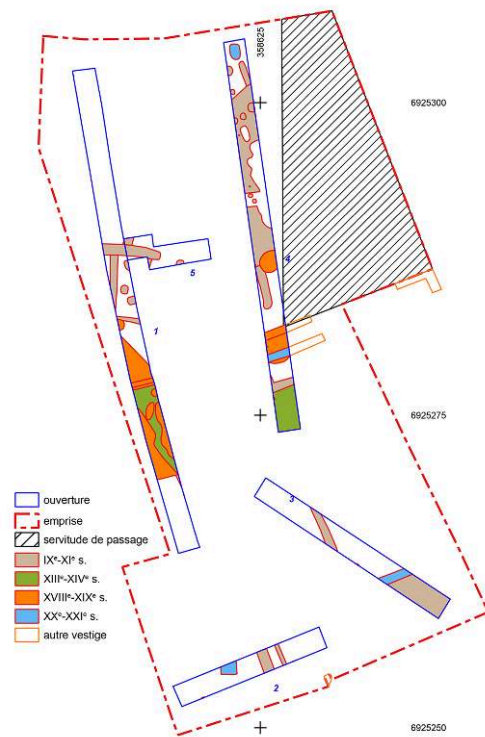 358625
6925300
4
5
1
6925275
3
ouverture
emprise
servitude de passage
IXᵉ-XIᵉ s.
XIIIᵉ-XIVᵉ s.
XVIIIᵉ-XIXᵉ s.
XXᵉ-XXIᵉ s.
autre vestige
2
6925250